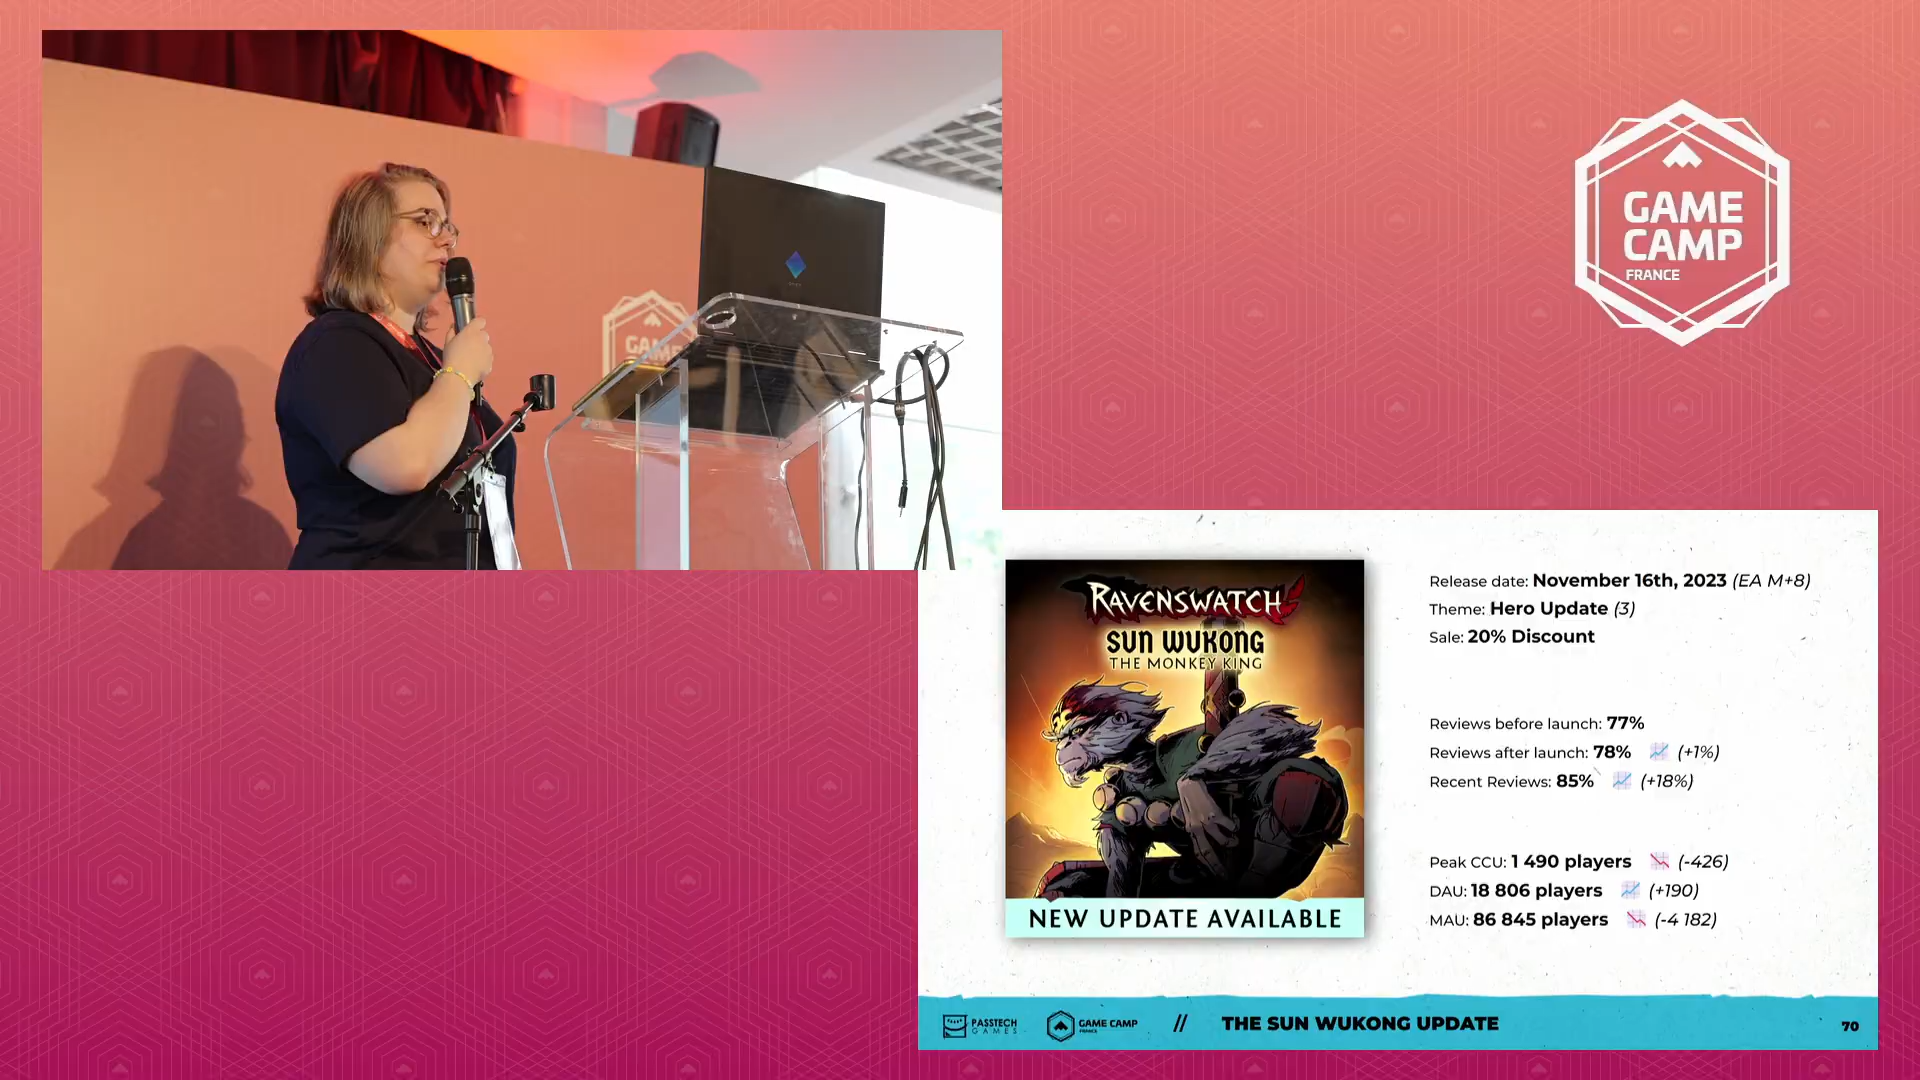 GAME
CAMP
FRANCE
GAME
RAVENSWATCH
SUN WUKONG
THE MONKEY KING
NEW UPDATE AVAILABLE
Release date: November 16th, 2023 (EA M+8)
Theme: Hero Update (3)
Sale: 20% Discount
Reviews before launch: 77%
Reviews after launch: 78% (+1%)
Recent Reviews: 85% (+18%)
Peak CCU: 1 490 players (-426)
DAU: 18 806 players (+190)
MAU: 86 845 players (-4 182)
PASSTECH
GAMES
GAME CAMP
FRANCE
// THE SUN WUKONG UPDATE
70